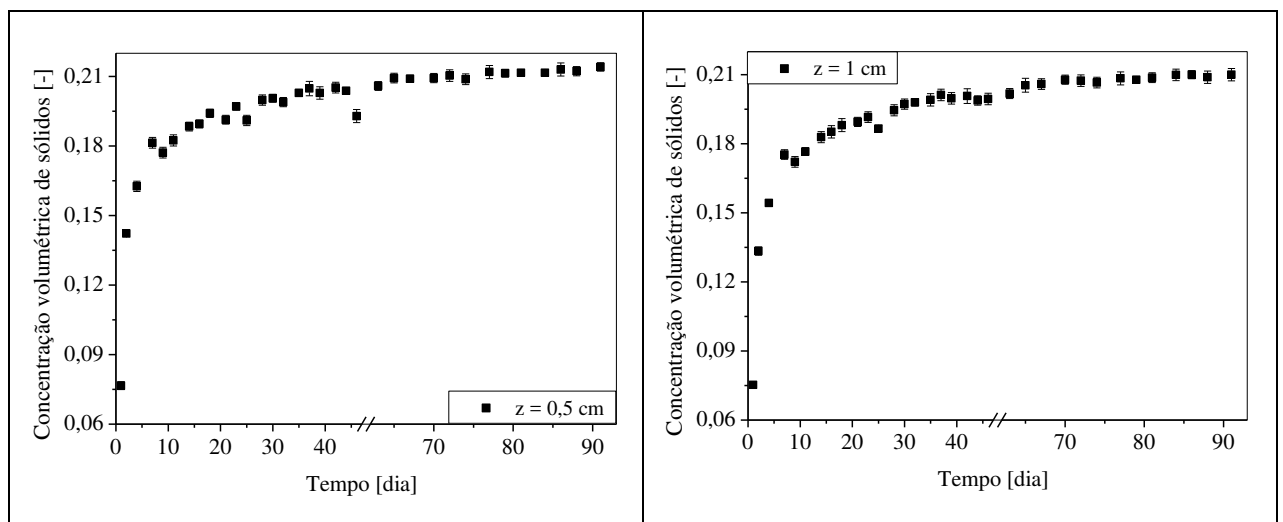 Concentração volumétrica de sólidos [-]
0,21
0,18
0,15
0,12
0,09
0,06
z = 0,5 cm
0 10 20 30 40 70 80 90
Tempo [dia]
Concentração volumétrica de sólidos [-]
z = 1 cm
0,21
0,18
0,15
0,12
0,09
0,06
0 10 20 30 40 70 80 90
Tempo [dia]